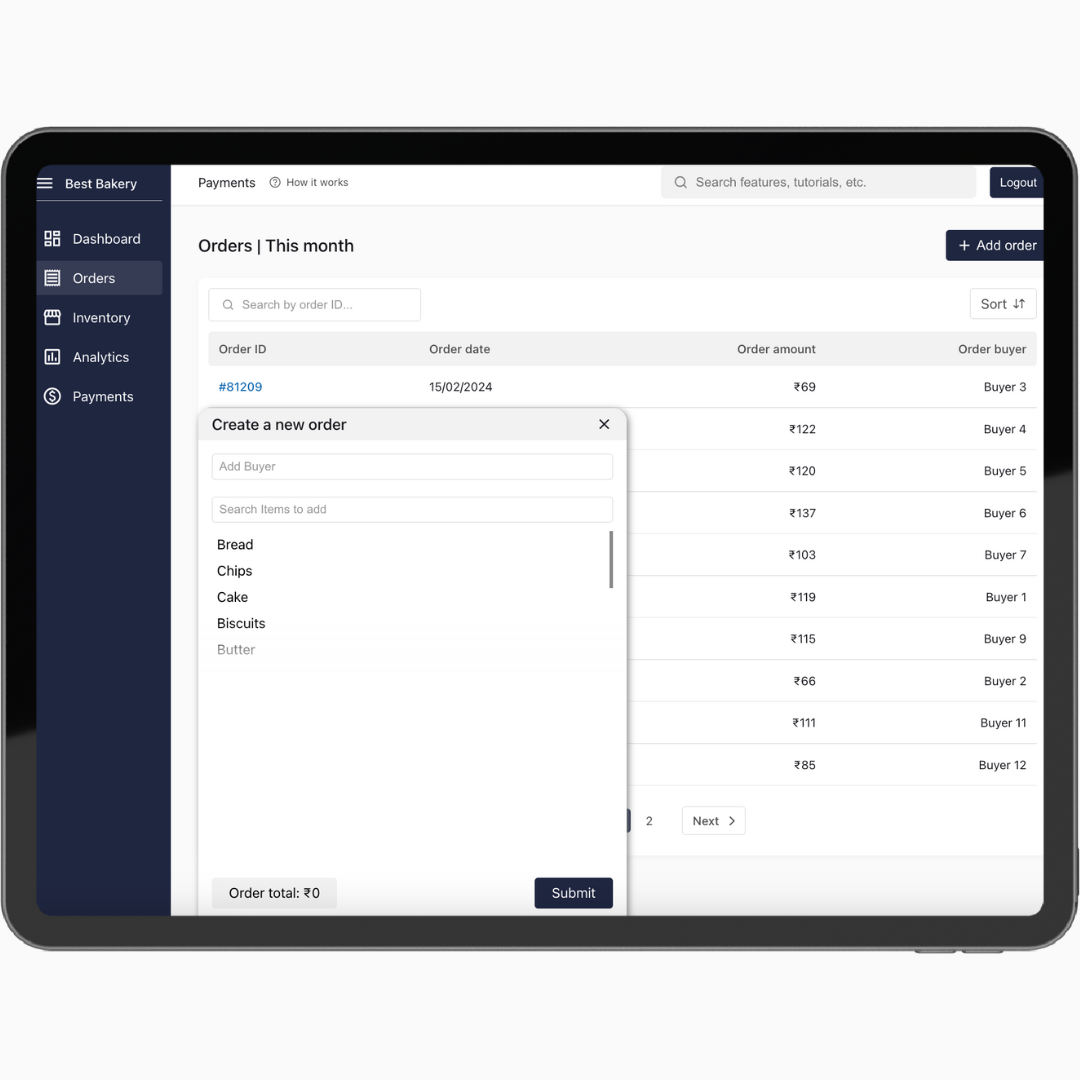 Best Bakery
Dashboard
Orders
Inventory
Analytics
Payments
Payments How it works
Search features, tutorials, etc.
Logout
Orders | This month
+ Add order
Search by order ID...
Sort
Order ID Order date Order amount Order buyer
#81209 15/02/2024 ₹69 Buyer 3
₹122 Buyer 4
₹120 Buyer 5
₹137 Buyer 6
₹103 Buyer 7
₹119 Buyer 1
₹115 Buyer 9
₹66 Buyer 2
₹111 Buyer 11
₹85 Buyer 12
2 Next
Create a new order
Add Buyer
Search Items to add
Bread
Chips
Cake
Biscuits
Butter
Order total: ₹0
Submit